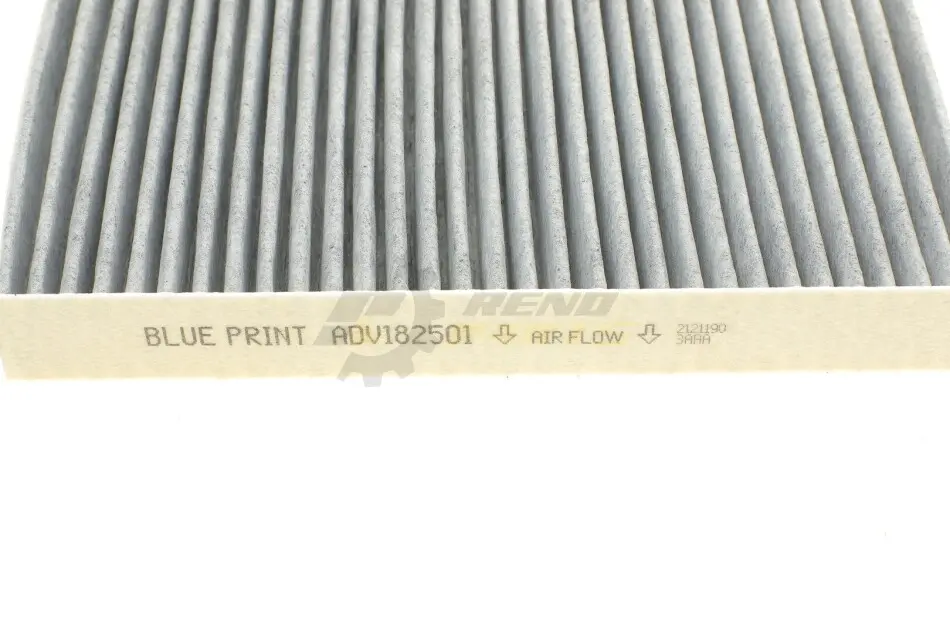 BLUE PRINT ADV182501 ⇩ AIR FLOW ⇩ 2121190
3AAA
RENO